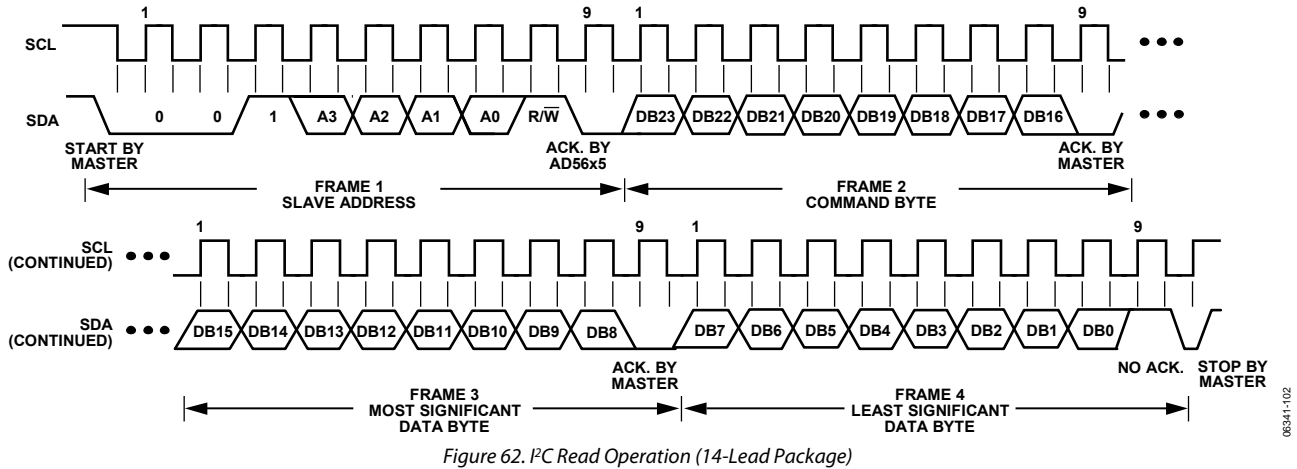 1 9 1 9
SCL
SDA 0 0 1 A3 A2 A1 A0 R/W DB23 DB22 DB21 DB20 DB19 DB18 DB17 DB16
START BY
MASTER
ACK. BY
AD56x5
ACK. BY
MASTER
FRAME 1
SLAVE ADDRESS
FRAME 2
COMMAND BYTE
1 9 1 9
SCL
(CONTINUED)
SDA
(CONTINUED)
DB15 DB14 DB13 DB12 DB11 DB10 DB9 DB8 DB7 DB6 DB5 DB4 DB3 DB2 DB1 DB0
ACK. BY
MASTER
NO ACK.
STOP BY
MASTER
FRAME 3
MOST SIGNIFICANT
DATA BYTE
FRAME 4
LEAST SIGNIFICANT
DATA BYTE
06341-102
Figure 62. I²C Read Operation (14-Lead Package)